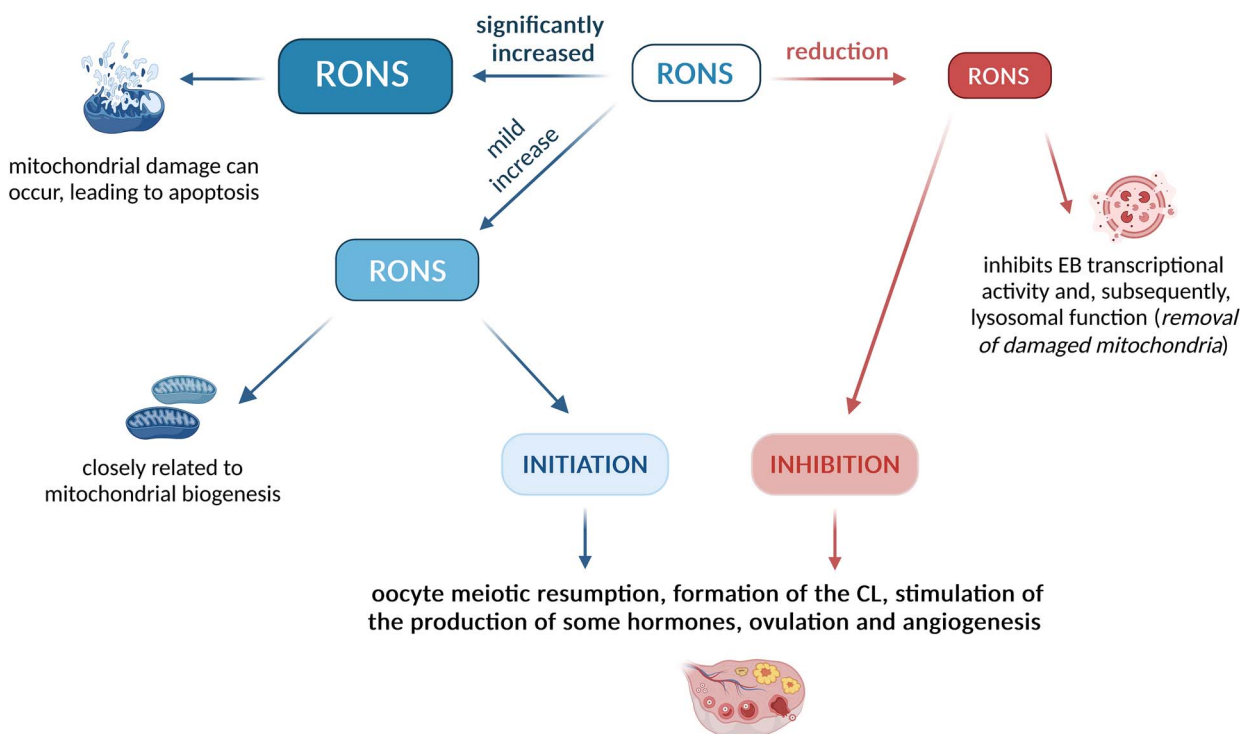 significantly
increased
RONS
RONS
reduction
RONS
mitochondrial damage can
occur, leading to apoptosis
mild
increase
RONS
inhibits EB transcriptional
activity and, subsequently,
lysosomal function (removal
of damaged mitochondria)
closely related to
mitochondrial biogenesis
INITIATION
INHIBITION
oocyte meiotic resumption, formation of the CL, stimulation of
the production of some hormones, ovulation and angiogenesis